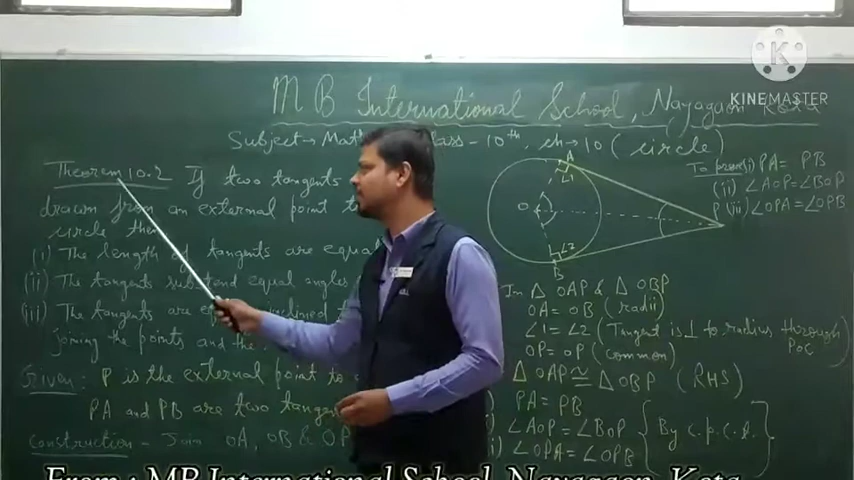 MB International School, Nayagaon Kota
K
KINEMASTER
Subject → Maths Class - 10th, ch → 10 (circle)
Theorem 10.2 If two tangents
drawn from an external point
circle then
(i) The length of tangents are equal
(ii) The tangents subtend equal angles
(iii) The tangents are inclined
joining the points and the
Given: P is the external point to
PA and PB are two tangents
Construction - Join OA, OB & OP
A
∠1
O
∠2
B
P
To prove (i) PA = PB
(ii) ∠AOP = ∠BOP
(iii) ∠OPA = ∠OPB
In △ OAP & △ OBP
OA = OB (radii)
∠1 = ∠2 (Tangent is ⊥ to radius through
PoC)
OP = OP (common)
△ OAP ≅ △ OBP (RHS)
PA = PB
∠AOP = ∠BOP
∠OPA = ∠OPB
By c.p.c.t.
From : MB International School, Nayagaon, Kota